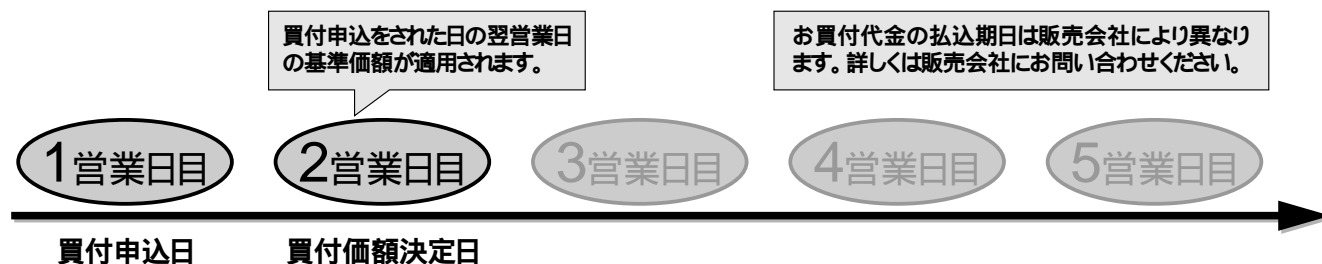 買付申込をされた日の翌営業日
の基準価額が適用されます。
お買付代金の払込期日は販売会社により異なり
ます。詳しくは販売会社にお問い合わせください。
1営業日目
2営業日目
3営業日目
4営業日目
5営業日目
買付申込日
買付価額決定日